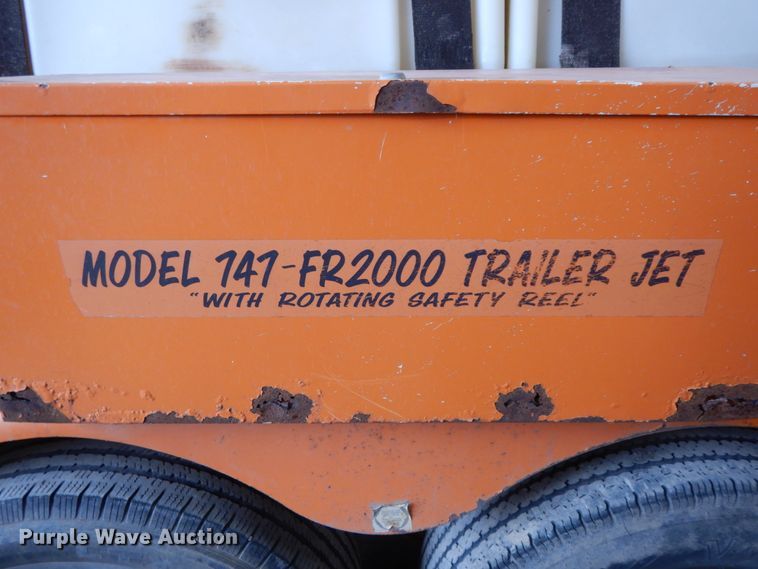 MODEL 747-FR2000 TRAILER JET
"WITH ROTATING SAFETY REEL"
Purple Wave Auction